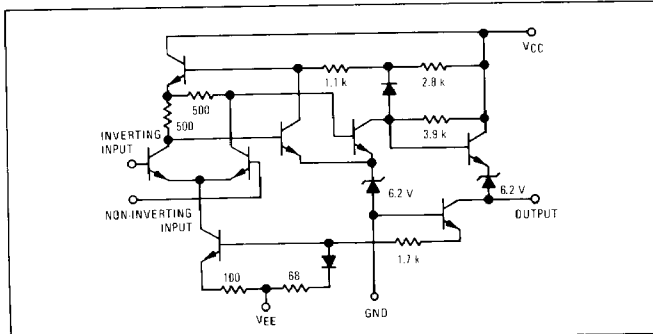 VCC
1.1 k
2.8 k
500
500
3.9 k
INVERTING
INPUT
6.2 V
6.2 V
OUTPUT
NON-INVERTING
INPUT
1.7 k
100
68
VEE
GND